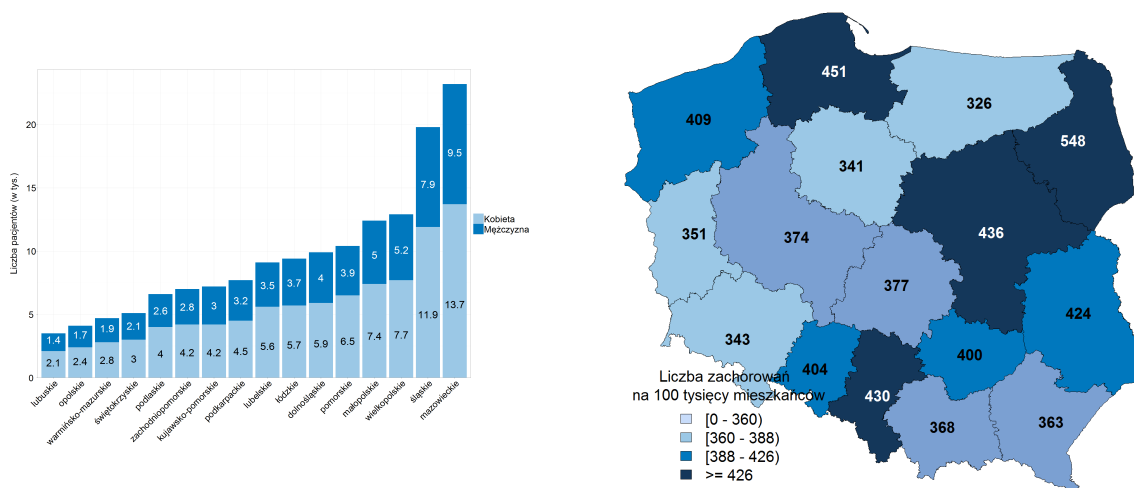 Liczba pacjentów (w tys.)
20
15
10
5
0
1.4
2.1
1.7
2.4
1.9
2.8
2.1
3
2.6
4
2.8
4.2
3
4.2
3.2
4.5
3.5
5.6
3.7
5.7
4
5.9
3.9
6.5
5
7.4
5.2
7.7
7.9
11.9
9.5
13.7
lubuskie
opolskie
warmińsko-mazurskie
świętokrzyskie
podlaskie
zachodniopomorskie
kujawsko-pomorskie
podkarpackie
lubelskie
łódzkie
dolnośląskie
pomorskie
małopolskie
wielkopolskie
śląskie
mazowieckie
Kobieta
Mężczyzna
451
326
409
548
341
351
374
436
377
424
343
400
404
430
368
363
Liczba zachorowań
na 100 tysięcy mieszkańców
[0 - 360)
[360 - 388)
[388 - 426)
>= 426